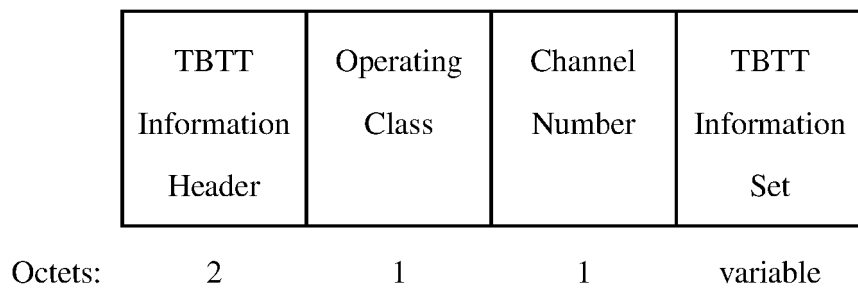 TBTT Operating Channel TBTT
Information Class Number Information
Header Set
Octets: 2 1 1 variable